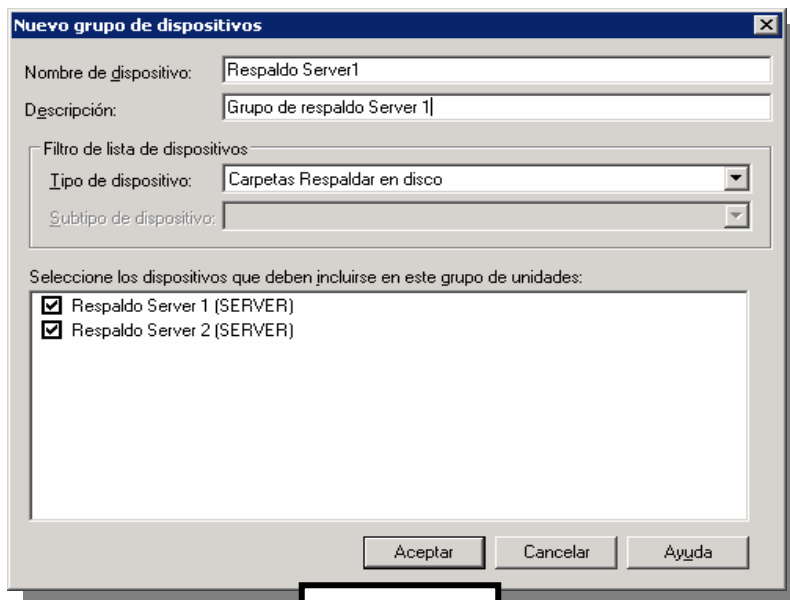 Nuevo grupo de dispositivos
Nombre de dispositivo: Respaldo Server1
Descripción: Grupo de respaldo Server 1
Filtro de lista de dispositivos
Tipo de dispositivo: Carpetas Respaldar en disco
Subtipo de dispositivo:
Seleccione los dispositivos que deben incluirse en este grupo de unidades:
Respaldo Server 1 (SERVER)
Respaldo Server 2 (SERVER)
Aceptar Cancelar Ayuda